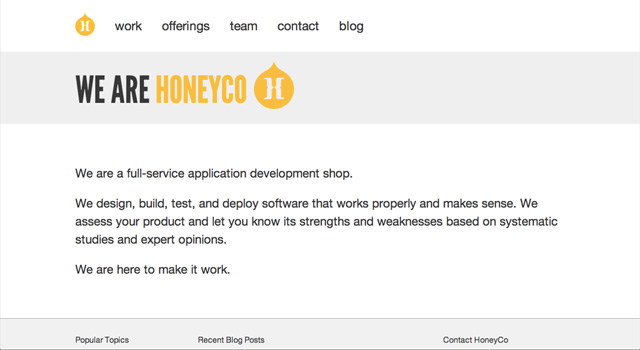 H work offerings team contact blog
WE ARE HONEYCO H
We are a full-service application development shop.
We design, build, test, and deploy software that works properly and makes sense. We
assess your product and let you know its strengths and weaknesses based on systematic
studies and expert opinions.
We are here to make it work.
Popular Topics Recent Blog Posts Contact HoneyCo